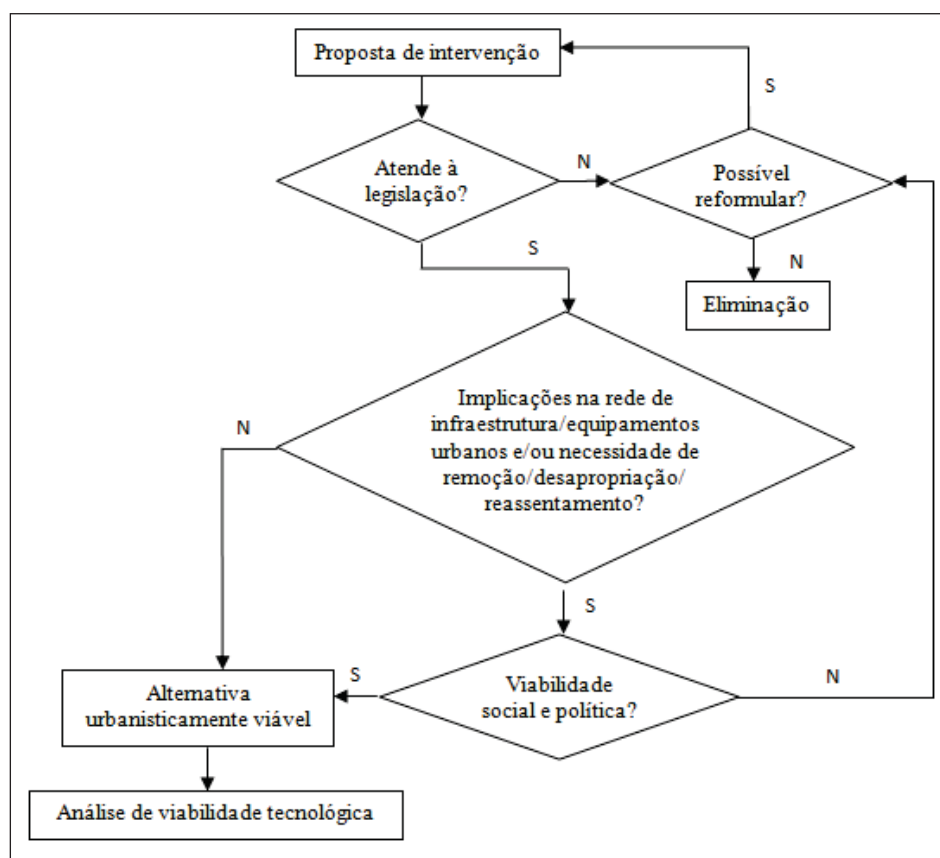 Proposta de intervenção
S
Atende à
legislação?
N
Possível
reformular?
S
N
Eliminação
Implicações na rede de
infraestrutura/equipamentos
urbanos e/ou necessidade de
remoção/desapropriação/
reassentamento?
N
S
Viabilidade
social e política?
S
N
Alternativa
urbanisticamente viável
Análise de viabilidade tecnológica